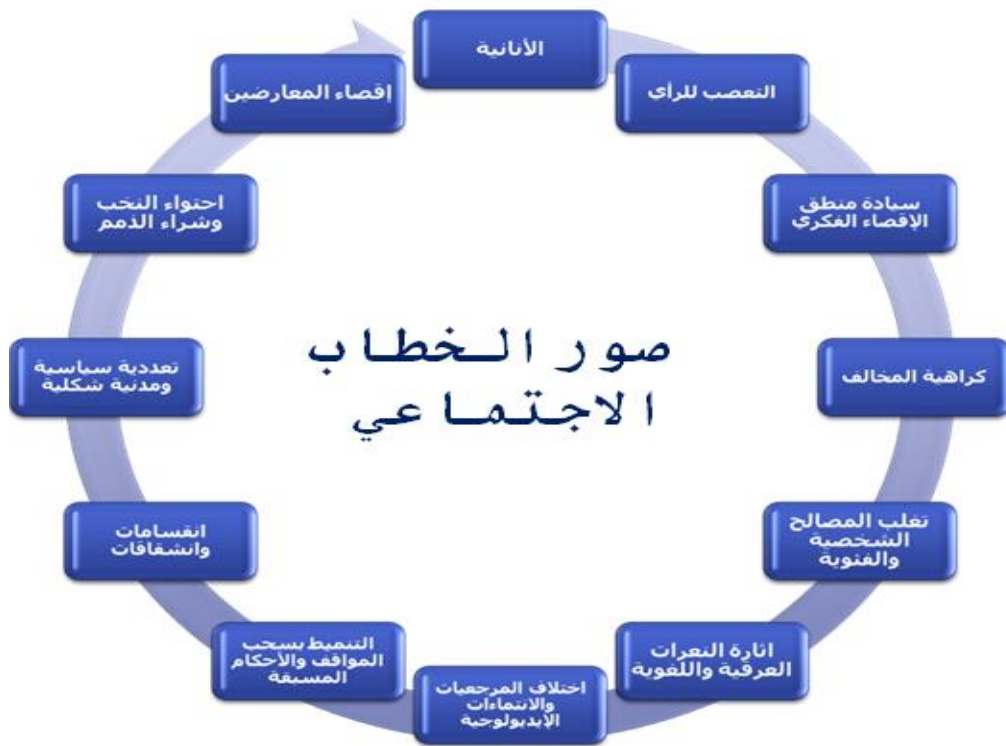 الأنانية
التعصب للرأي
سيادة منطق
الإقصاء الفكري
كراهية المخالف
تغلب المصالح
الشخصية
والفئوية
اثارة النعرات
العرقية واللغوية
اختلاف المرجعيات
والانتماءات
الإيديولوجية
التنميط بسحب
المواقف والأحكام
المسبقة
انقسامات
وانشقاقات
تعددية سياسية
ومدنية شكلية
احتواء النخب
وشراء الذمم
إقصاء المعارضين
صور الخطاب
الاجتماعي